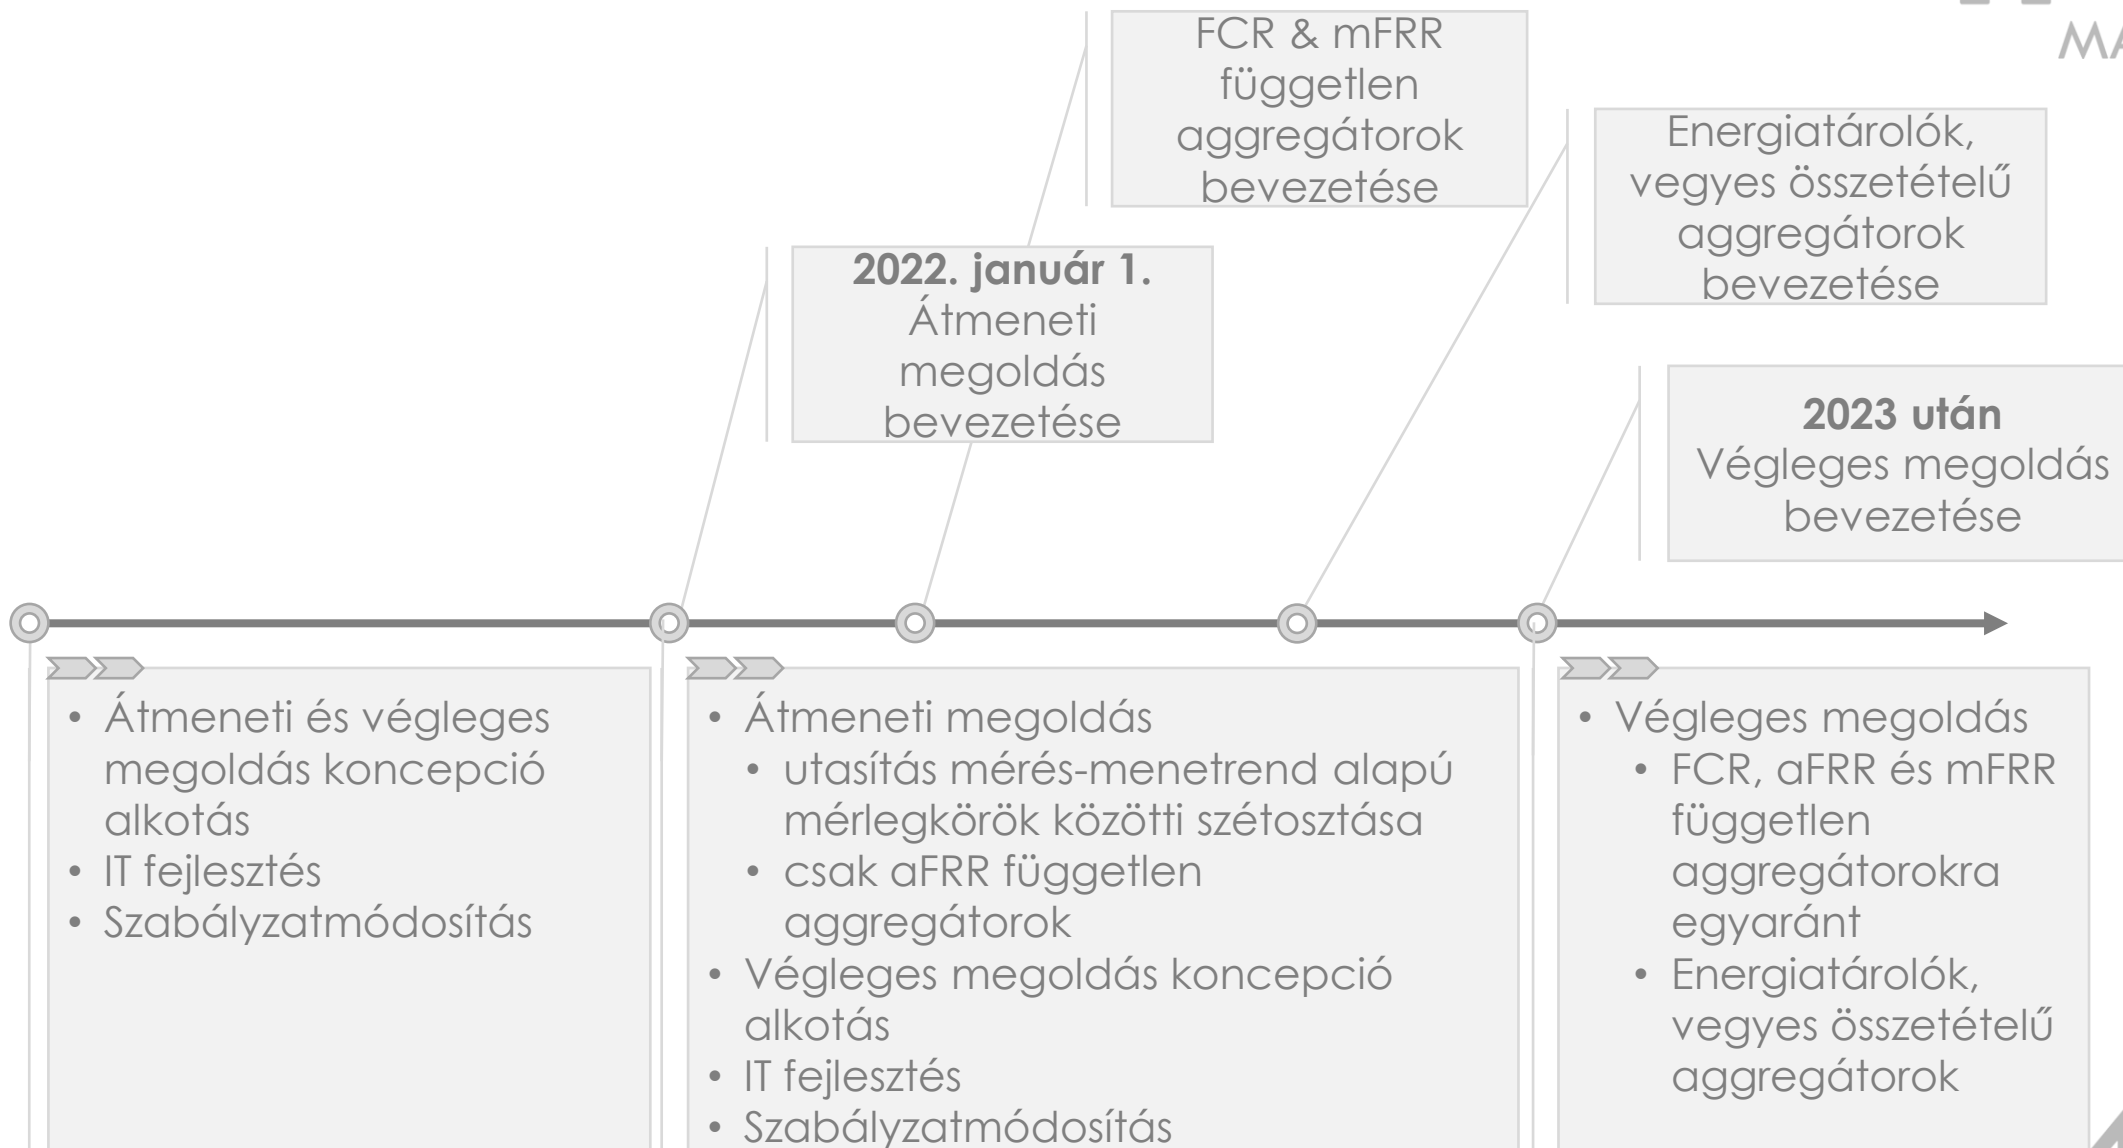 MA
FCR & mFRR
független
aggregátorok
bevezetése
Energiatárolók,
vegyes összetételű
aggregátorok
bevezetése
2022. január 1.
Átmeneti
megoldás
bevezetése
2023 után
Végleges megoldás
bevezetése
• Átmeneti és végleges
megoldás koncepció
alkotás
• IT fejlesztés
• Szabályzatmódosítás
• Átmeneti megoldás
• utasítás mérés-menetrend alapú
mérlegkörök közötti szétosztása
• csak aFRR független
aggregátorok
• Végleges megoldás koncepció
alkotás
• IT fejlesztés
• Szabályzatmódosítás
• Végleges megoldás
• FCR, aFRR és mFRR
független
aggregátorokra
egyaránt
• Energiatárolók,
vegyes összetételű
aggregátorok